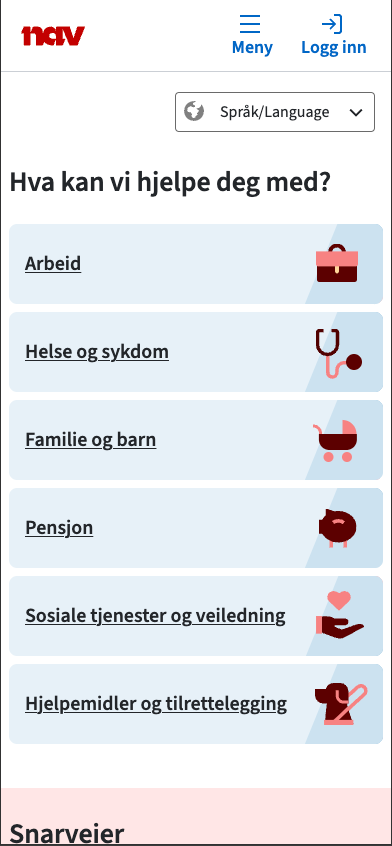 nav
Meny
Logg inn
Språk/Language
Hva kan vi hjelpe deg med?
Arbeid
Helse og sykdom
Familie og barn
Pensjon
Sosiale tjenester og veiledning
Hjelpemidler og tilrettelegging
Snarveier